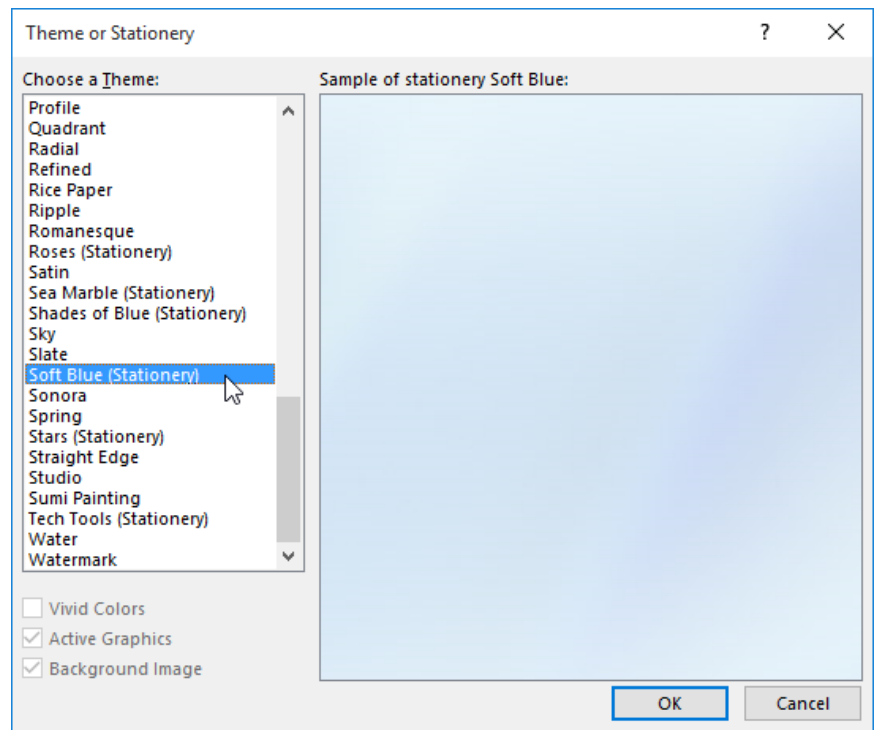 Theme or Stationery
?
Choose a Theme:
Sample of stationery Soft Blue:
Profile
Quadrant
Radial
Refined
Rice Paper
Ripple
Romanesque
Roses (Stationery)
Satin
Sea Marble (Stationery)
Shades of Blue (Stationery)
Sky
Slate
Soft Blue (Stationery)
Sonora
Spring
Stars (Stationery)
Straight Edge
Studio
Sumi Painting
Tech Tools (Stationery)
Water
Watermark
Vivid Colors
Active Graphics
Background Image
OK
Cancel